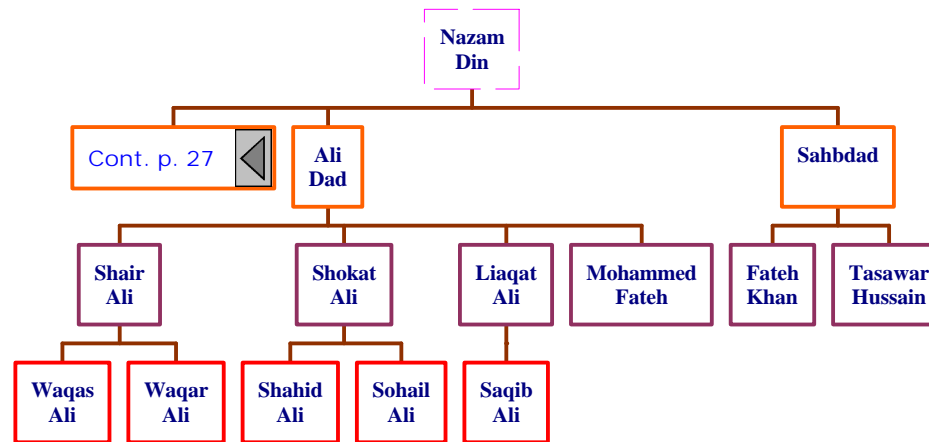 Nazam
Din
Cont. p. 27
Ali
Dad
Sahbdad
Shair
Ali
Shokat
Ali
Liaqat
Ali
Mohammed
Fateh
Fateh
Khan
Tasawar
Hussain
Waqas
Ali
Waqar
Ali
Shahid
Ali
Sohail
Ali
Saqib
Ali